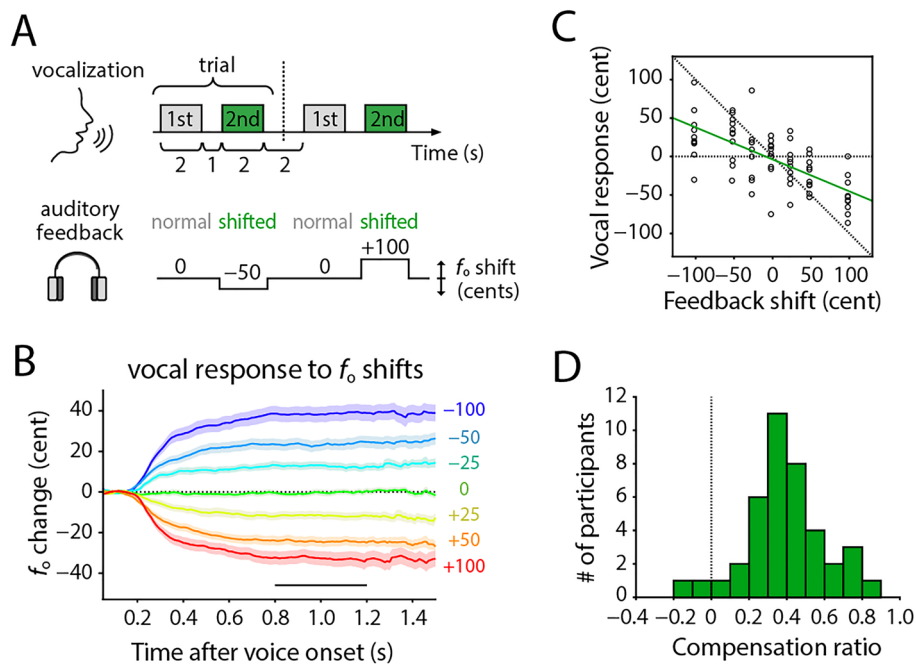 A
vocalization
trial
1st 2nd 1st 2nd
2 1 2 2
Time (s)
auditory
feedback
normal shifted normal shifted
0 −50 0 +100
fo shift
(cents)
B
vocal response to fo shifts
fo change (cent)
40
20
0
−20
−40
−100
−50
−25
0
+25
+50
+100
0.2 0.4 0.6 0.8 1.0 1.2 1.4
Time after voice onset (s)
C
Vocal response (cent)
100
50
0
−50
−100
−100 −50 0 50 100
Feedback shift (cent)
D
# of participants
12
10
8
6
4
2
0
−0.4 −0.2 0 0.2 0.4 0.6 0.8 1.0
Compensation ratio